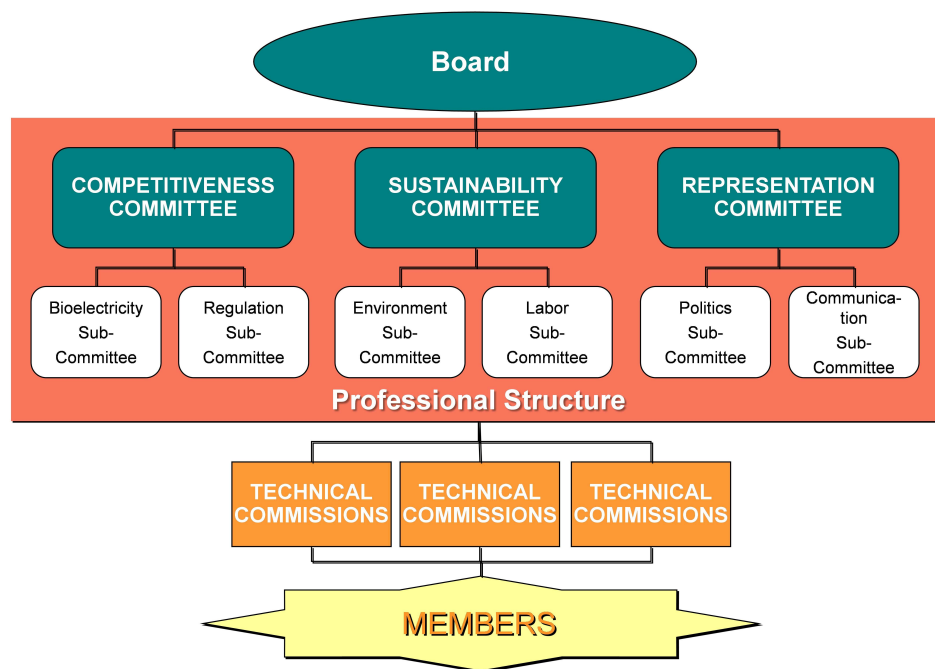 Board
COMPETITIVENESS
COMMITTEE
SUSTAINABILITY
COMMITTEE
REPRESENTATION
COMMITTEE
Bioelectricity
Sub-
Committee
Regulation
Sub-
Committee
Environment
Sub-
Committee
Labor
Sub-
Committee
Politics
Sub-
Committee
Communica-
tion
Sub-
Committee
Professional Structure
TECHNICAL
COMMISSIONS
TECHNICAL
COMMISSIONS
TECHNICAL
COMMISSIONS
MEMBERS